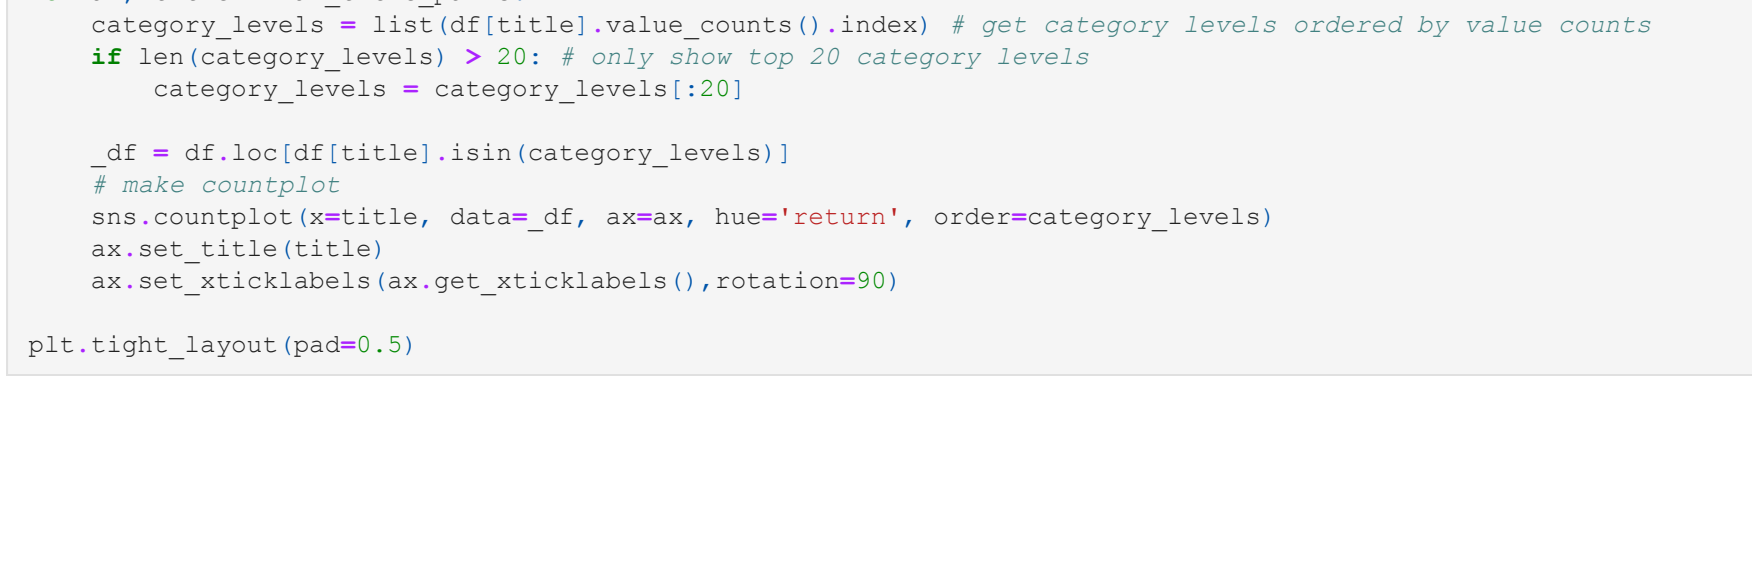 category_levels = list(df[title].value_counts().index) # get category levels ordered by value counts
    if len(category_levels) > 20: # only show top 20 category levels
        category_levels = category_levels[:20]

    _df = df.loc[df[title].isin(category_levels)]
    # make countplot
    sns.countplot(x=title, data=_df, ax=ax, hue='return', order=category_levels)
    ax.set_title(title)
    ax.set_xticklabels(ax.get_xticklabels(),rotation=90)

plt.tight_layout(pad=0.5)